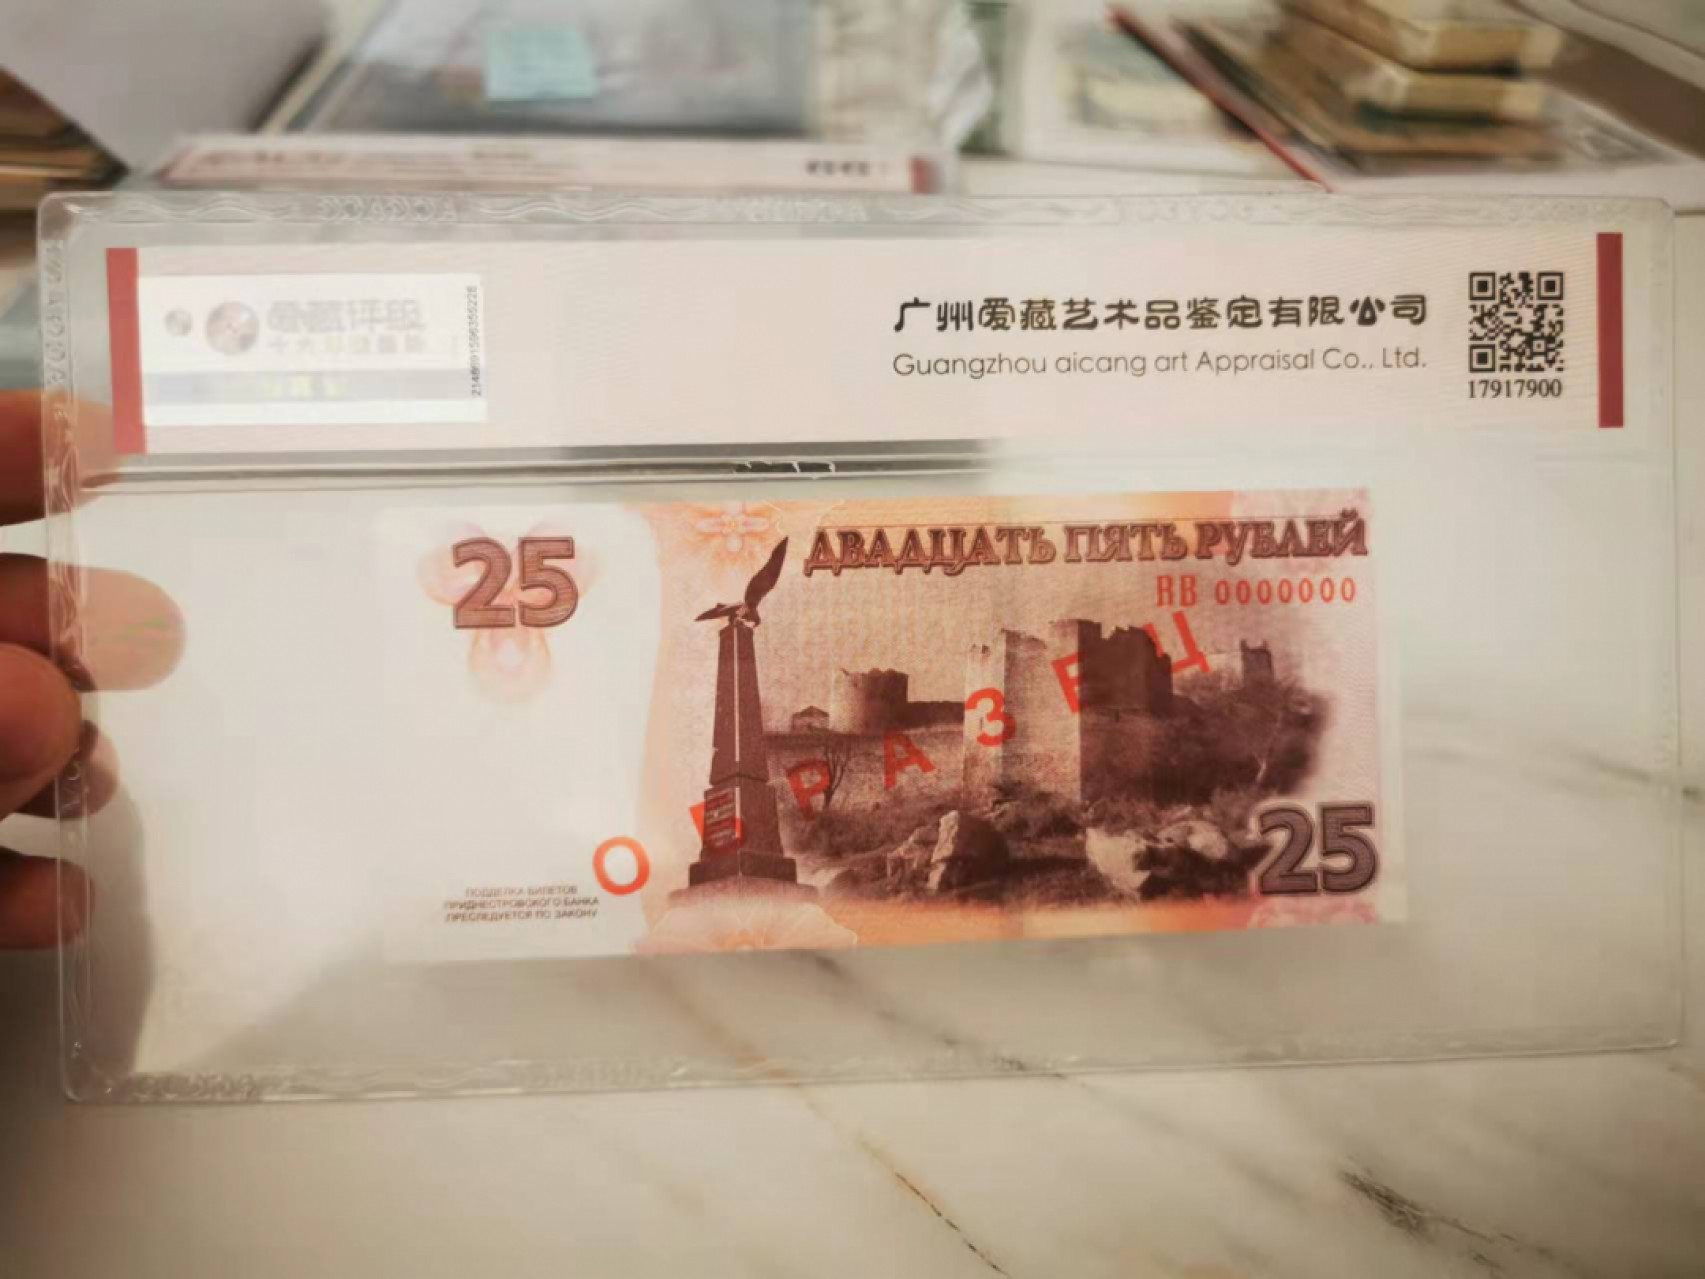 爱藏评级
广州爱藏艺术品鉴定有限公司
Guangzhou aicang art Appraisal Co., Ltd.
17917900
25
ДВАДЦАТЬ ПЯТЬ РУБЛЕЙ
ВВ 0000000
ОБРАЗЕЦ
25
ПОДДЕЛКА БИЛЕТОВ
ПРИДНЕСТРОВСКОГО БАНКА
ПРЕСЛЕДУЕТСЯ ПО ЗАКОНУ